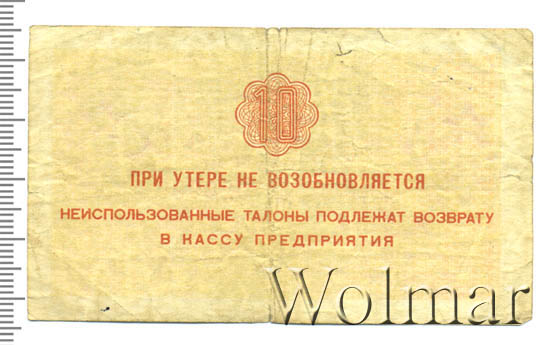 10
ПРИ УТЕРЕ НЕ ВОЗОБНОВЛЯЕТСЯ
НЕИСПОЛЬЗОВАННЫЕ ТАЛОНЫ ПОДЛЕЖАТ ВОЗВРАТУ
В КАССУ ПРЕДПРИЯТИЯ
Wolmar